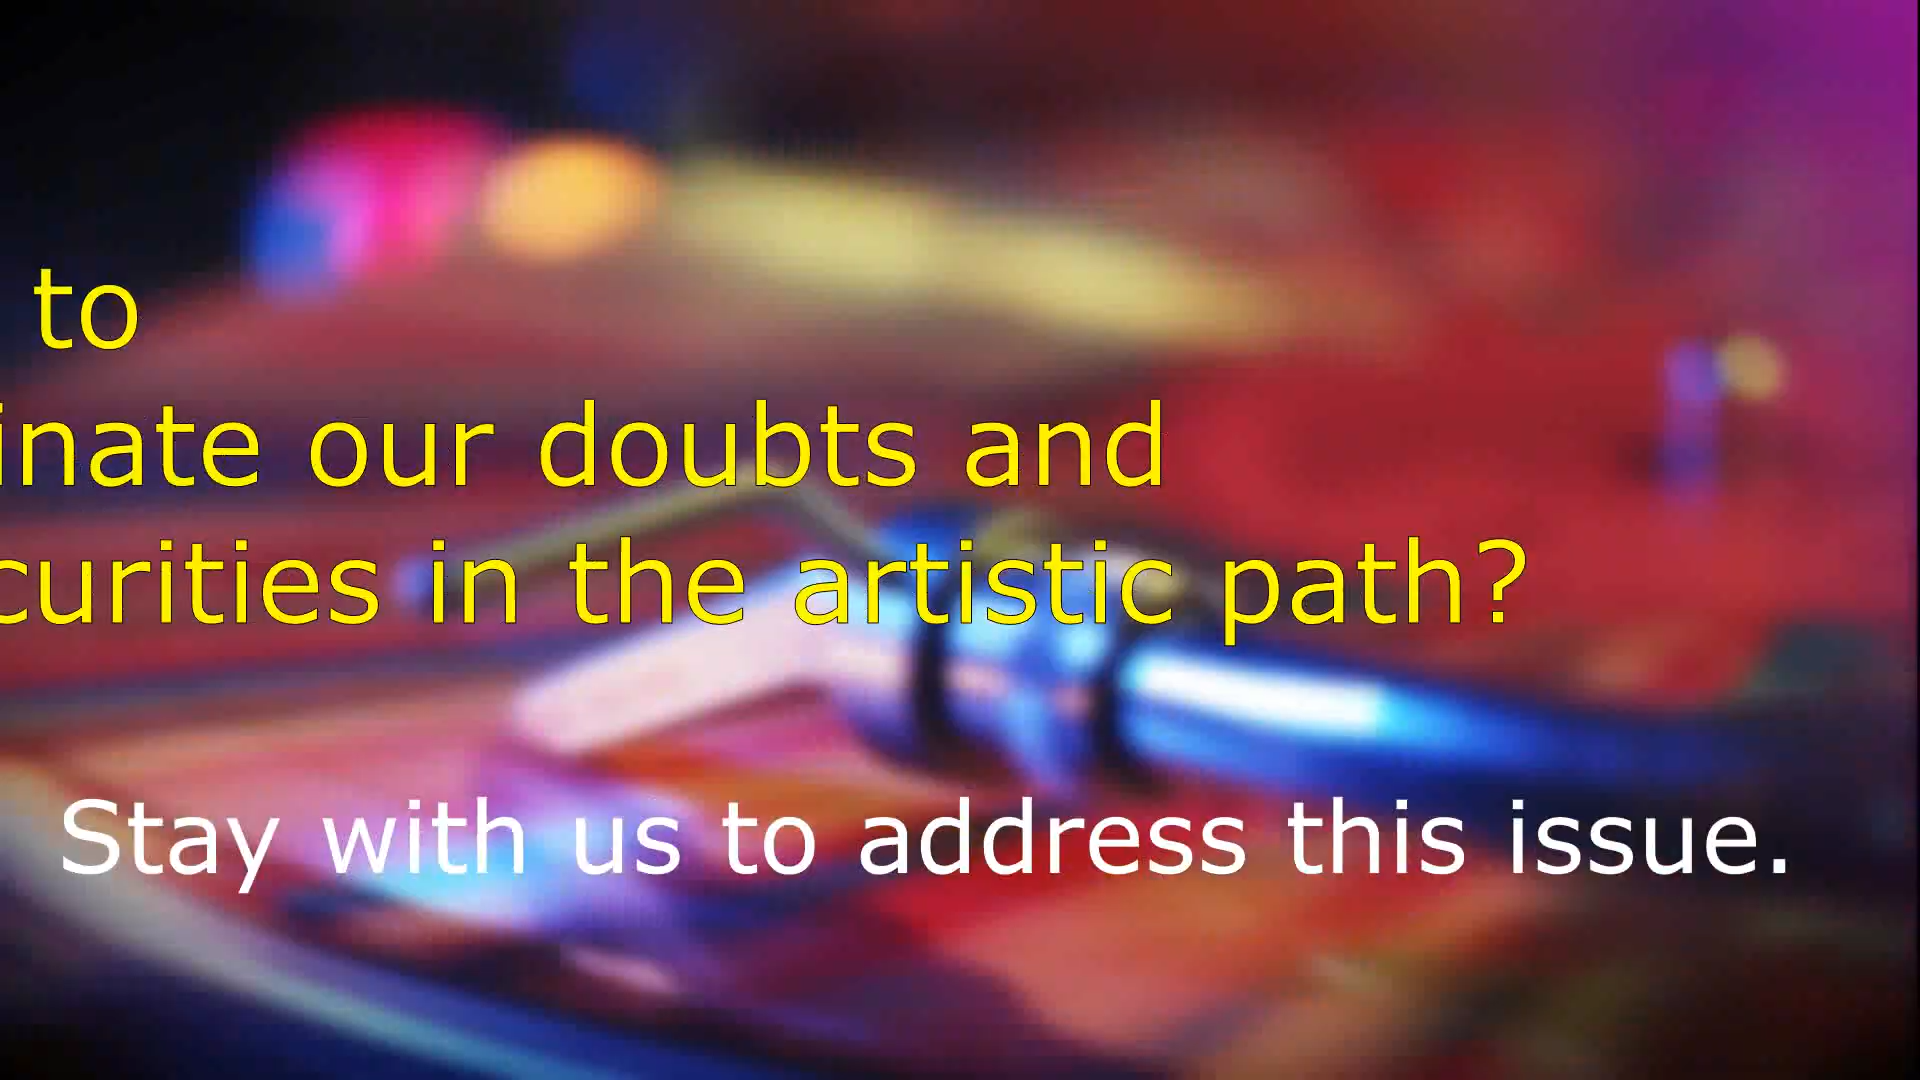 to
inate our doubts and
curities in the artistic path?
Stay with us to address this issue.